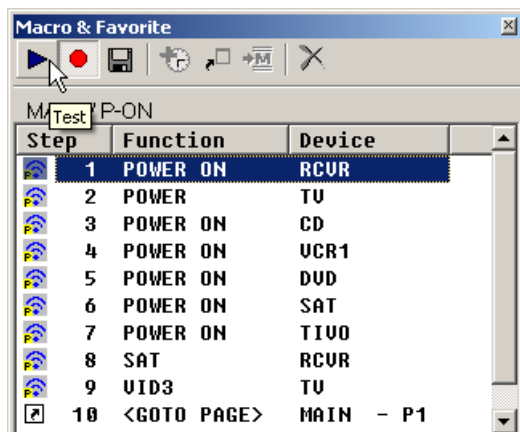 Macro & Favorite
M
MA P-ON
Test
Step Function Device
1 POWER ON RCVR
2 POWER TV
3 POWER ON CD
4 POWER ON VCR1
5 POWER ON DVD
6 POWER ON SAT
7 POWER ON TIVO
8 SAT RCVR
9 VID3 TV
10 <GOTO PAGE> MAIN - P1